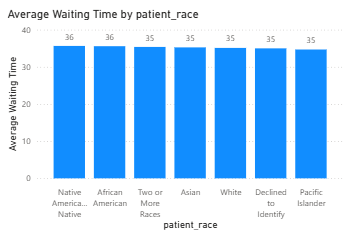 Average Waiting Time by patient_race
40
30
20
10
0
Average Waiting Time
36
36
35
35
35
35
35
Native
America...
Native
African
American
Two or
More
Races
Asian
White
Declined
to
Identify
Pacific
Islander
patient_race